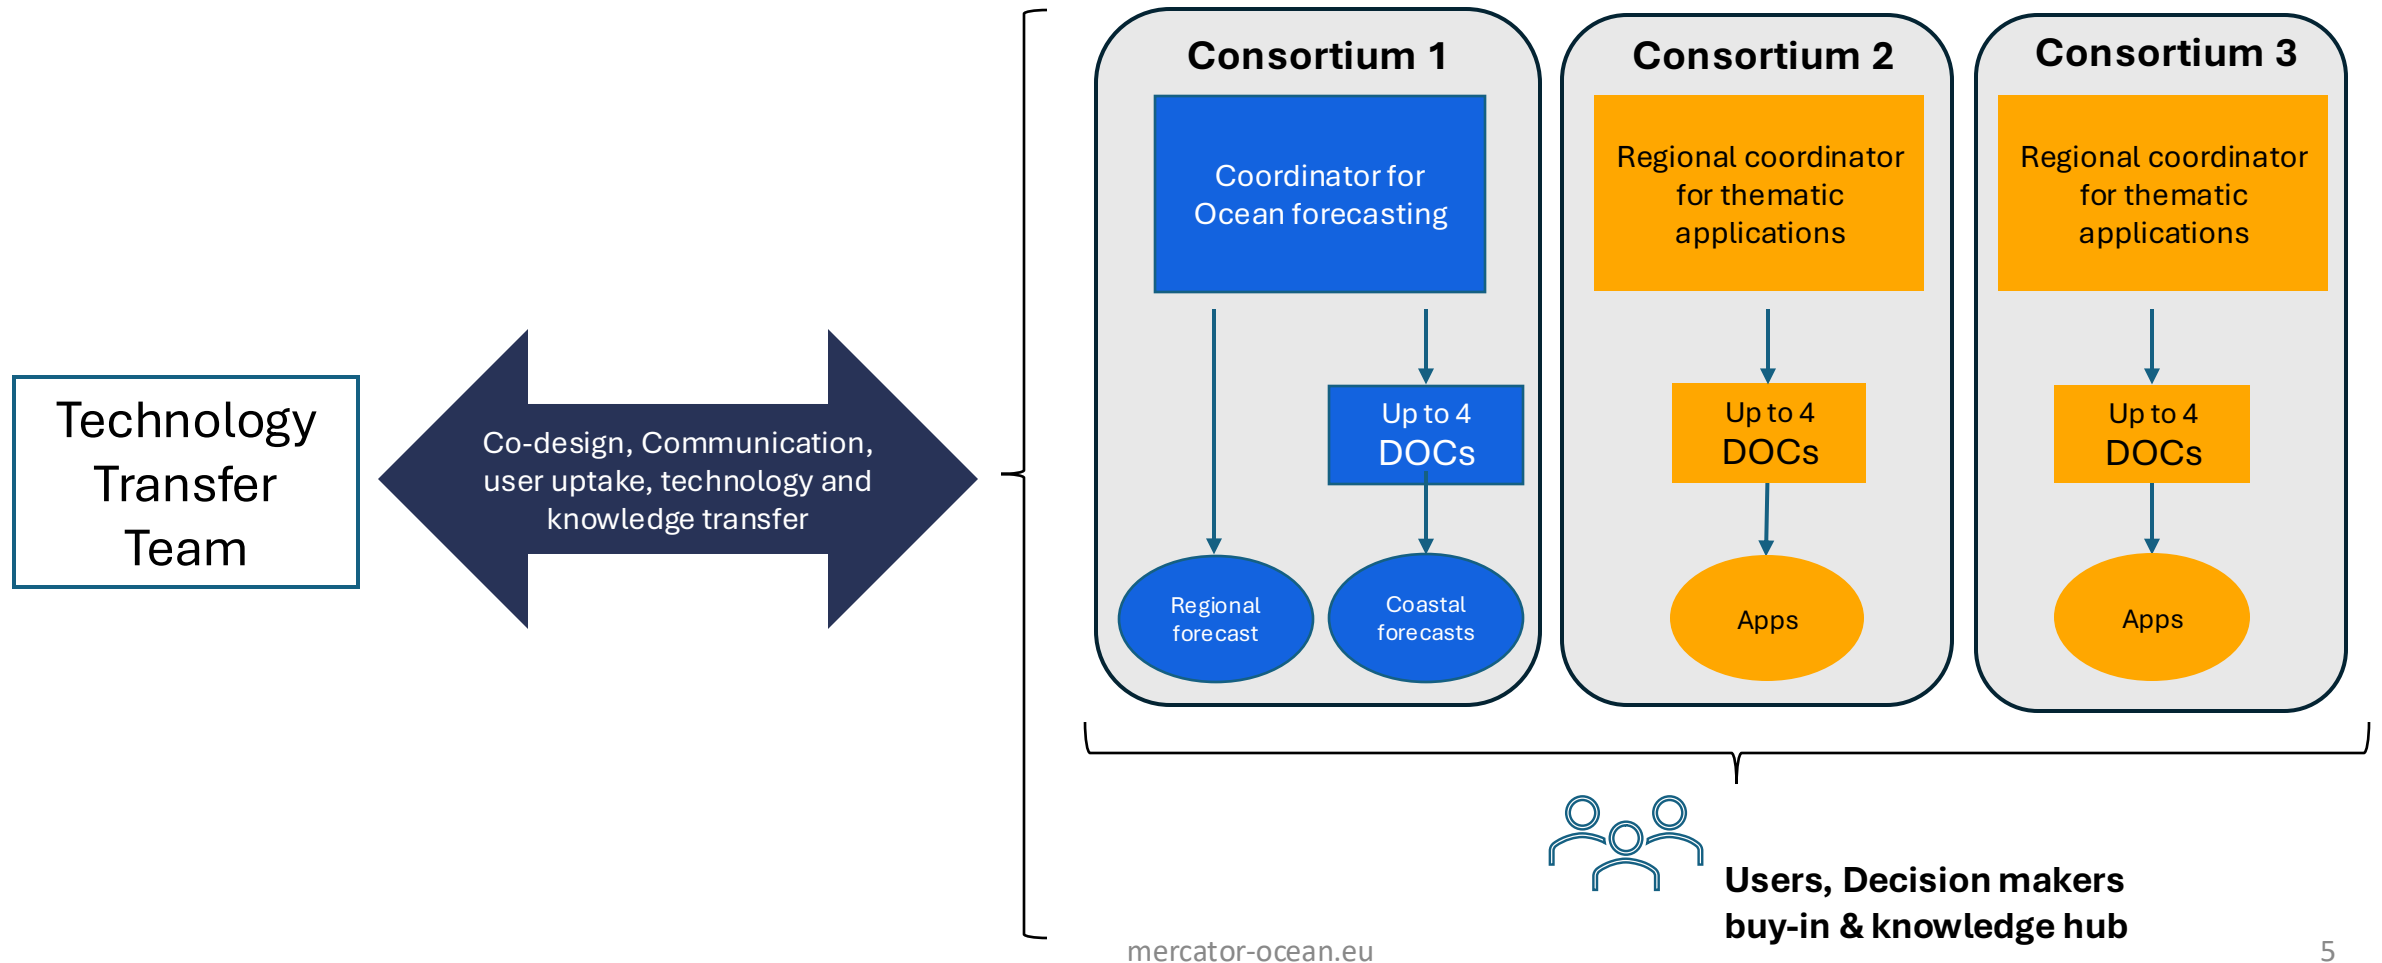 Technology
Transfer
Team
Co-design, Communication,
user uptake, technology and
knowledge transfer
Consortium 1
Coordinator for
Ocean forecasting
Up to 4
DOCs
Regional
forecast
Coastal
forecasts
Consortium 2
Regional coordinator
for thematic
applications
Up to 4
DOCs
Apps
Consortium 3
Regional coordinator
for thematic
applications
Up to 4
DOCs
Apps
Users, Decision makers
buy-in & knowledge hub
mercator-ocean.eu
5